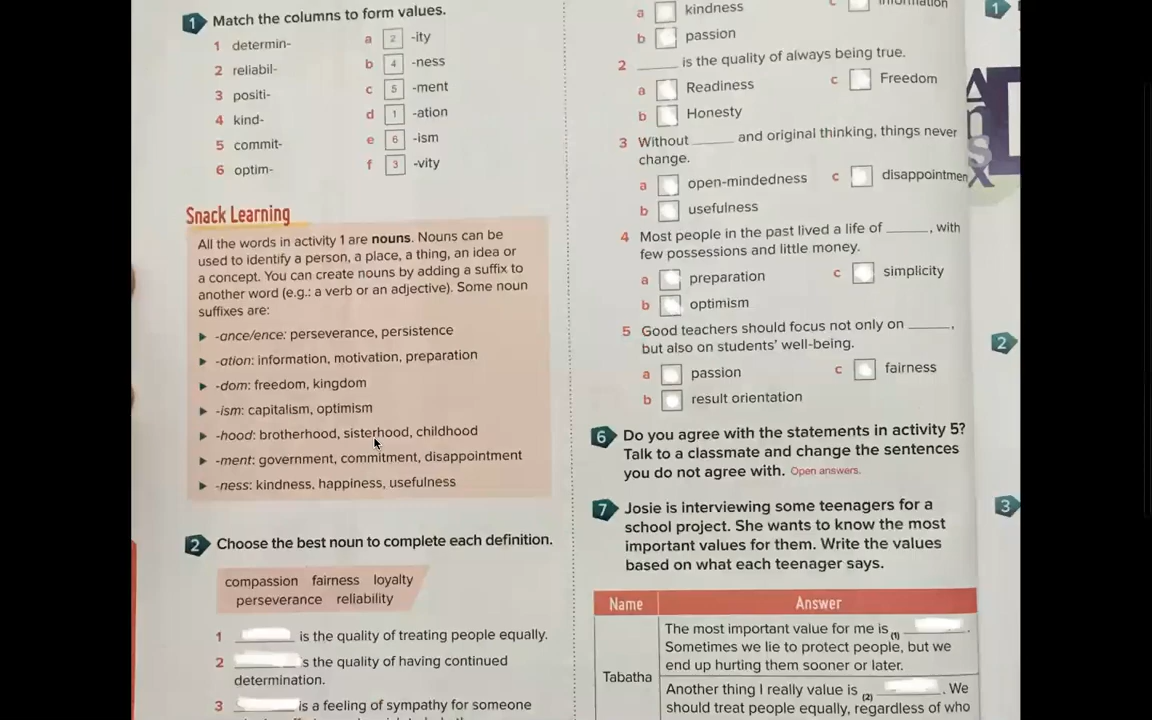 1 Match the columns to form values.
1 determin-
2 reliabil-
3 positi-
4 kind-
5 commit-
6 optim-
a 2 -ity
b 4 -ness
c 5 -ment
d 1 -ation
e 6 -ism
f 3 -vity
Snack Learning
All the words in activity 1 are nouns. Nouns can be
used to identify a person, a place, a thing, an idea or
a concept. You can create nouns by adding a suffix to
another word (e.g.: a verb or an adjective). Some noun
suffixes are:
-ance/ence: perseverance, persistence
-ation: information, motivation, preparation
-dom: freedom, kingdom
-ism: capitalism, optimism
-hood: brotherhood, sisterhood, childhood
-ment: government, commitment, disappointment
-ness: kindness, happiness, usefulness
2 Choose the best noun to complete each definition.
compassion fairness loyalty
perseverance reliability
1 ______ is the quality of treating people equally.
2 ______ s the quality of having continued
determination.
3 ______ is a feeling of sympathy for someone
a kindness
c information
b passion
2 _____ is the quality of always being true.
a Readiness
c Freedom
b Honesty
3 Without _____ and original thinking, things never
change.
a open-mindedness
c disappointmen
b usefulness
4 Most people in the past lived a life of _____, with
few possessions and little money.
a preparation
c simplicity
b optimism
5 Good teachers should focus not only on _____,
but also on students' well-being.
a passion
c fairness
b result orientation
6 Do you agree with the statements in activity 5?
Talk to a classmate and change the sentences
you do not agree with. Open answers.
7 Josie is interviewing some teenagers for a
school project. She wants to know the most
important values for them. Write the values
based on what each teenager says.
Name Answer
Tabatha
The most important value for me is (1) ______.
Sometimes we lie to protect people, but we
end up hurting them sooner or later.
Another thing I really value is (2) ______. We
should treat people equally, regardless of who
1
2
3